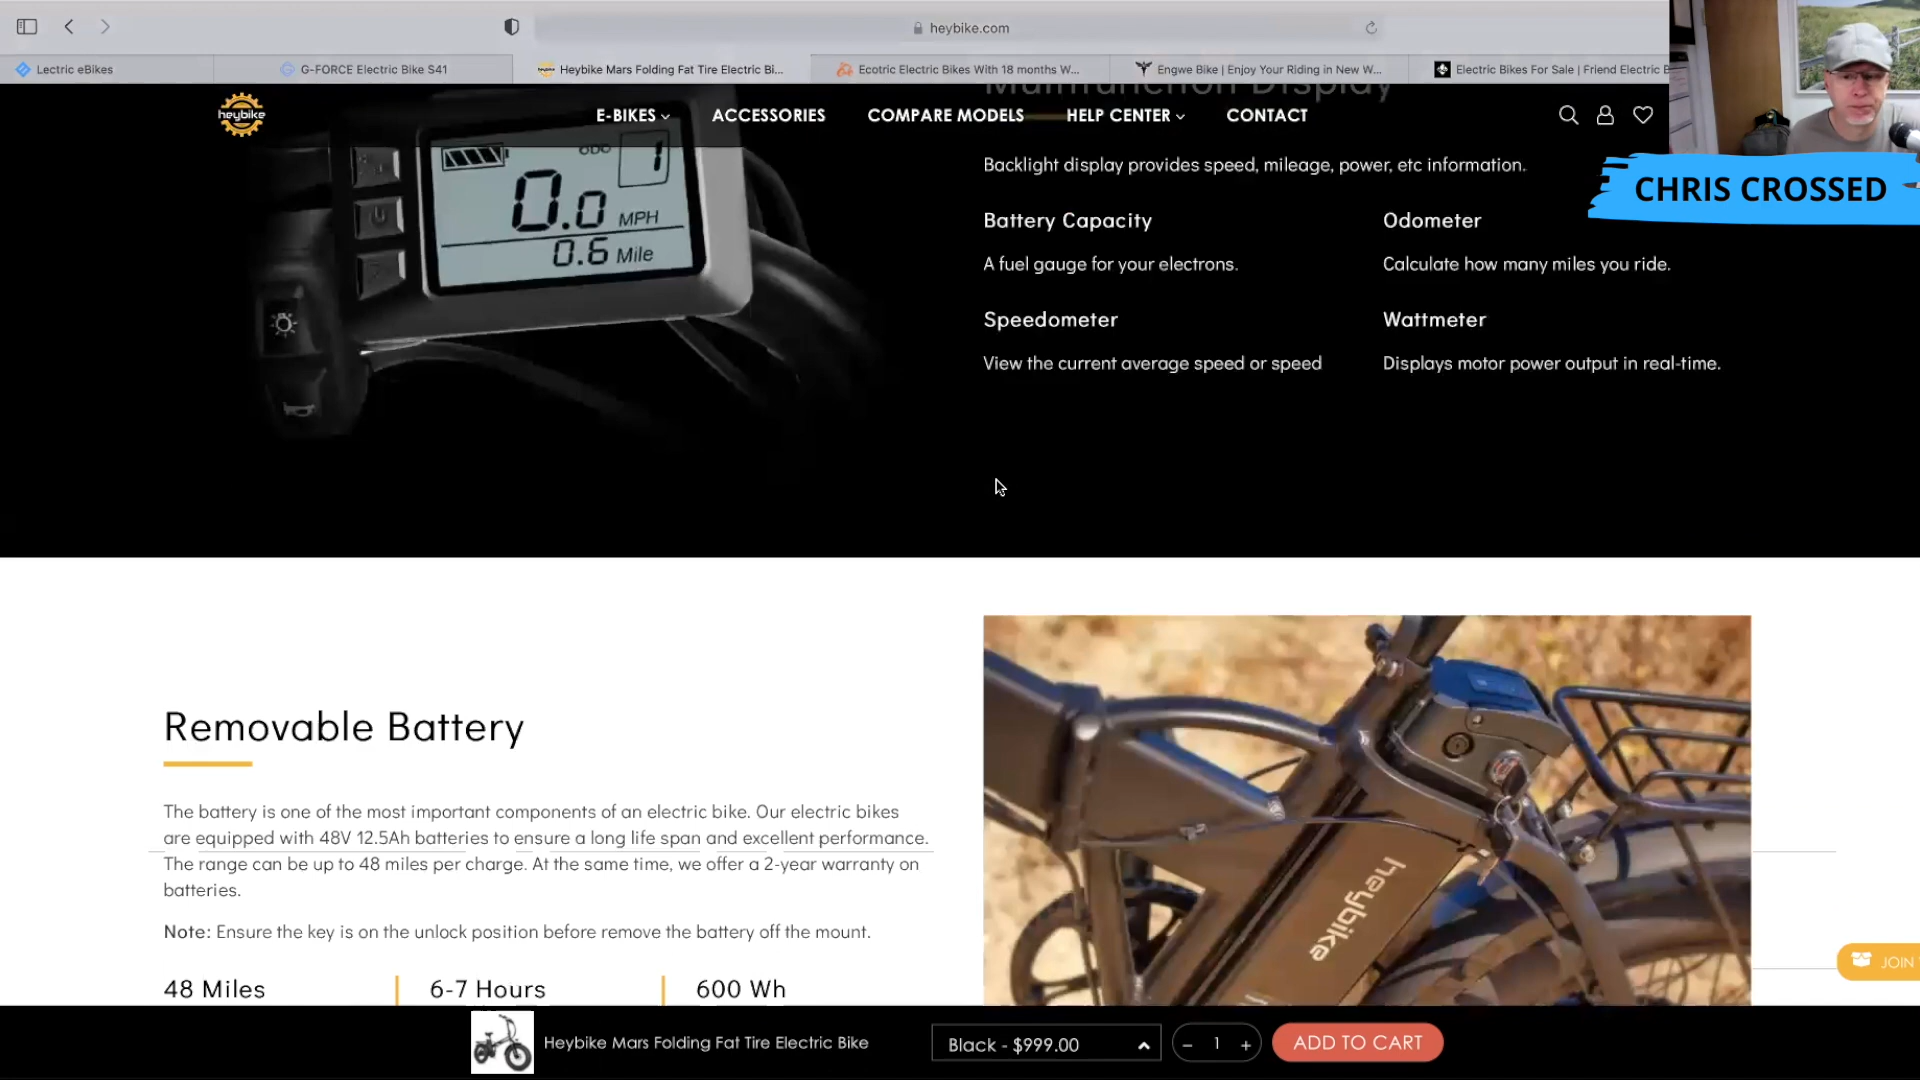 heybike.com
Lectric eBikes
G-FORCE Electric Bike S41
Heybike Mars Folding Fat Tire Electric Bi...
Ecotric Electric Bikes With 18 months W...
Engwe Bike | Enjoy Your Riding in New W...
Electric Bikes For Sale | Friend Electric B
heybike
E-BIKES
ACCESSORIES
COMPARE MODELS
HELP CENTER
CONTACT
CHRIS CROSSED
Multifunction Display
Backlight display provides speed, mileage, power, etc information.
Battery Capacity
Odometer
A fuel gauge for your electrons.
Calculate how many miles you ride.
Speedometer
Wattmeter
View the current average speed or speed
Displays motor power output in real-time.
ODO
1
0.0 MPH
0.6 Mile
Removable Battery
The battery is one of the most important components of an electric bike. Our electric bikes
are equipped with 48V 12.5Ah batteries to ensure a long life span and excellent performance.
The range can be up to 48 miles per charge. At the same time, we offer a 2-year warranty on
batteries.
Note: Ensure the key is on the unlock position before remove the battery off the mount.
48 Miles
6-7 Hours
600 Wh
heybike
JOIN
Heybike Mars Folding Fat Tire Electric Bike
Black - $999.00
− 1 +
ADD TO CART